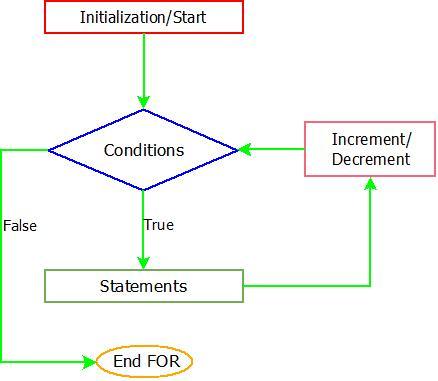 Initialization/Start
Conditions
Increment/
Decrement
False
True
Statements
End FOR